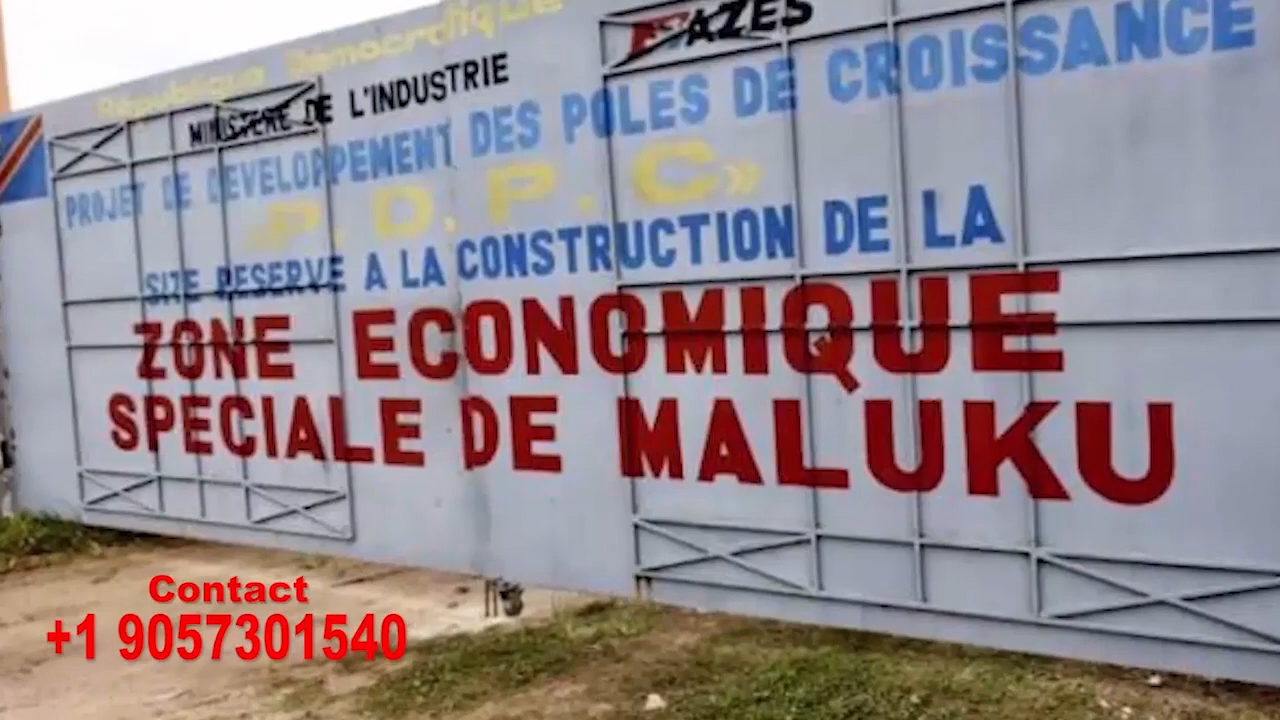 République Démocratique
AZES
MINISTERE DE L'INDUSTRIE
PROJET DE DEVELOPPEMENT DES POLES DE CROISSANCE
P.D.P.C»
SITE RESERVE A LA CONSTRUCTION DE LA
ZONE ECONOMIQUE
SPECIALE DE MALUKU
Contact
+1 9057301540